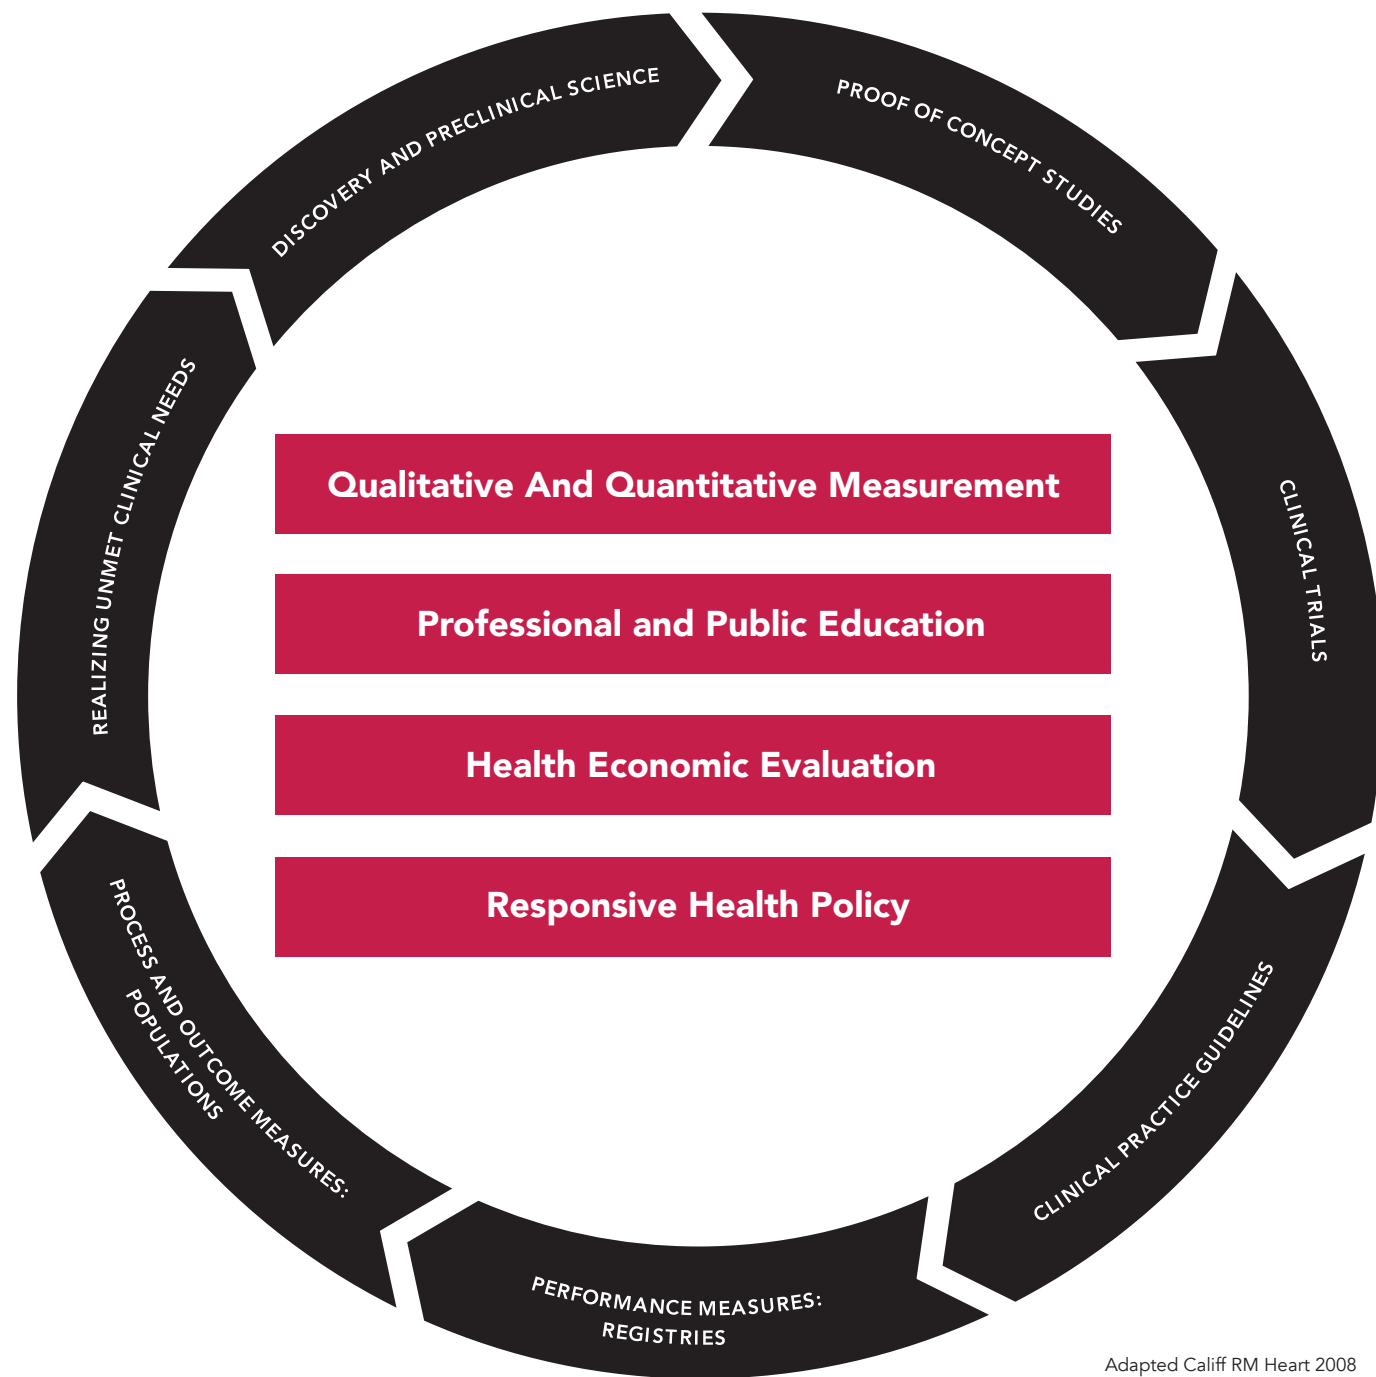 DISCOVERY AND PRECLINICAL SCIENCE
PROOF OF CONCEPT STUDIES
CLINICAL TRIALS
CLINICAL PRACTICE GUIDELINES
PERFORMANCE MEASURES:
REGISTRIES
PROCESS AND OUTCOME MEASURES:
POPULATIONS
REALIZING UNMET CLINICAL NEEDS
Qualitative And Quantitative Measurement
Professional and Public Education
Health Economic Evaluation
Responsive Health Policy
Adapted Califf RM Heart 2008